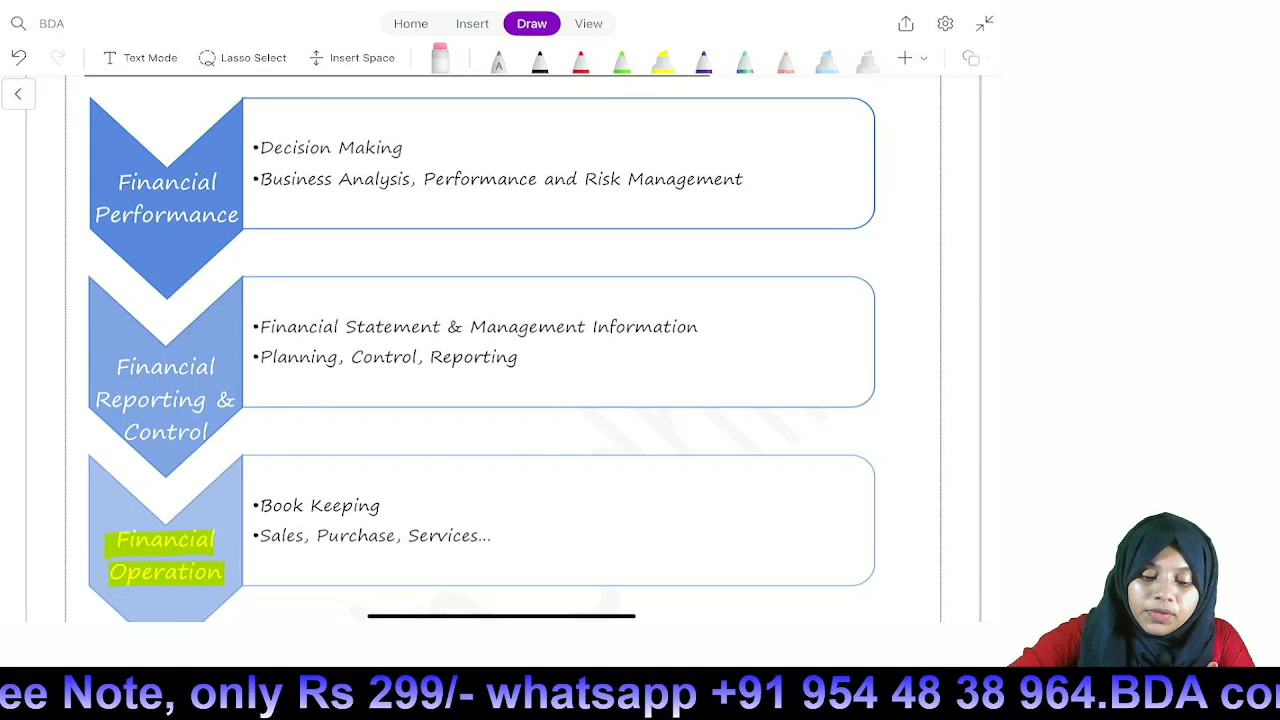 BDA
Home Insert Draw View
Text Mode Lasso Select Insert Space
A
Financial
Performance
•Decision Making
•Business Analysis, Performance and Risk Management
Financial
Reporting &
Control
•Financial Statement & Management Information
•Planning, Control, Reporting
Financial
Operation
•Book Keeping
•Sales, Purchase, Services...
ee Note, only Rs 299/- whatsapp +91 954 48 38 964.BDA co